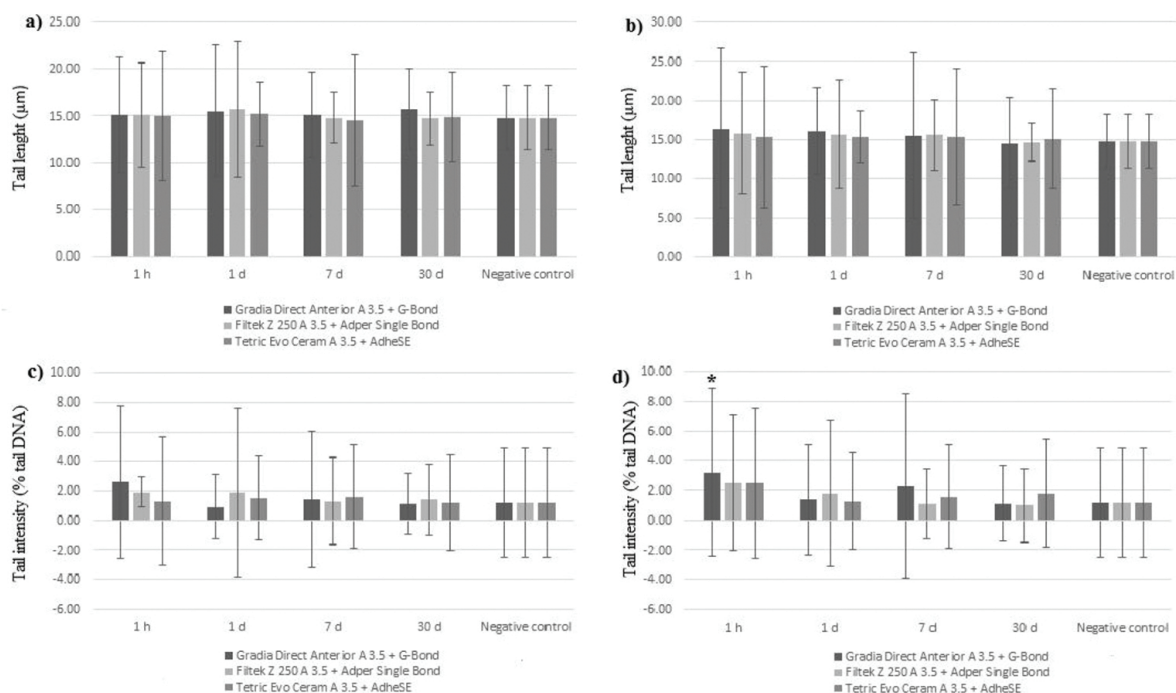 a)
25.00
20.00
15.00
10.00
5.00
0.00
Tail lenght (µm)
1 h
1 d
7 d
30 d
Negative control
Gradia Direct Anterior A 3.5 + G-Bond
Filtek Z 250 A 3.5 + Adper Single Bond
Tetric Evo Ceram A 3.5 + AdheSE
b)
30.00
25.00
20.00
15.00
10.00
5.00
0.00
Tail lenght (µm)
1 h
1 d
7 d
30 d
Negative control
Gradia Direct Anterior A 3.5 + G-Bond
Filtek Z 250 A 3.5 + Adper Single Bond
Tetric Evo Ceram A 3.5 + AdheSE
c)
10.00
8.00
6.00
4.00
2.00
0.00
-2.00
-4.00
-6.00
Tail intensity (% tail DNA)
1 h
1 d
7 d
30 d
Negative control
Gradia Direct Anterior A 3.5 + G-Bond
Filtek Z 250 A 3.5 + Adper Single Bond
Tetric Evo Ceram A 3.5 + AdheSE
d)
10.00
8.00
6.00
4.00
2.00
0.00
-2.00
-4.00
-6.00
Tail intensity (% tail DNA)
*
1 h
1 d
7 d
30 d
Negative control
Gradia Direct Anterior A 3.5 + G-Bond
Filtek Z 250 A 3.5 + Adper Single Bond
Tetric Evo Ceram A 3.5 + AdheSE